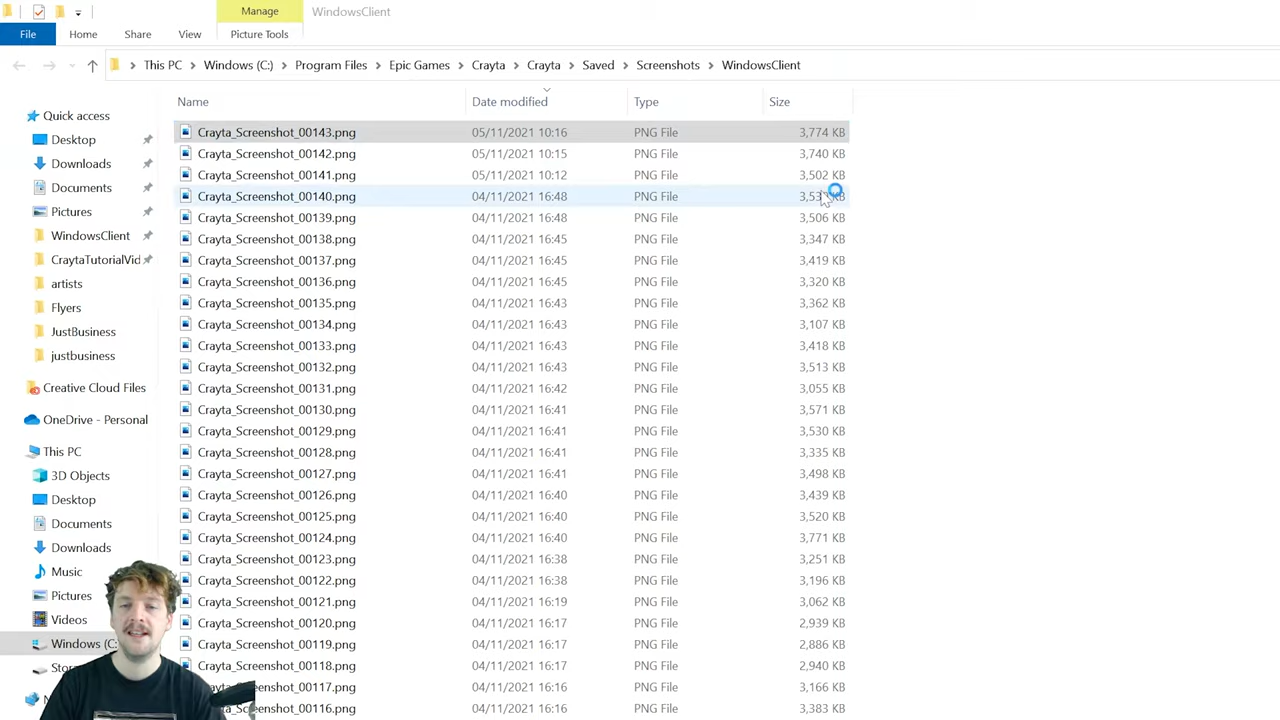 Manage WindowsClient
File Home Share View Picture Tools
This PC Windows (C:) Program Files Epic Games Crayta Crayta Saved Screenshots WindowsClient
Name Date modified Type Size
Quick access
Desktop
Downloads
Documents
Pictures
WindowsClient
CraytaTutorialVid
artists
Flyers
JustBusiness
justbusiness
Creative Cloud Files
OneDrive - Personal
This PC
3D Objects
Desktop
Documents
Downloads
Music
Pictures
Videos
Windows (C:
Crayta_Screenshot_00143.png 05/11/2021 10:16 PNG File 3,774 KB
Crayta_Screenshot_00142.png 05/11/2021 10:15 PNG File 3,740 KB
Crayta_Screenshot_00141.png 05/11/2021 10:12 PNG File 3,502 KB
Crayta_Screenshot_00140.png 04/11/2021 16:48 PNG File KB
Crayta_Screenshot_00139.png 04/11/2021 16:48 PNG File 3,506 KB
Crayta_Screenshot_00138.png 04/11/2021 16:45 PNG File 3,347 KB
Crayta_Screenshot_00137.png 04/11/2021 16:45 PNG File 3,419 KB
Crayta_Screenshot_00136.png 04/11/2021 16:45 PNG File 3,320 KB
Crayta_Screenshot_00135.png 04/11/2021 16:43 PNG File 3,362 KB
Crayta_Screenshot_00134.png 04/11/2021 16:43 PNG File 3,107 KB
Crayta_Screenshot_00133.png 04/11/2021 16:43 PNG File 3,418 KB
Crayta_Screenshot_00132.png 04/11/2021 16:43 PNG File 3,513 KB
Crayta_Screenshot_00131.png 04/11/2021 16:42 PNG File 3,055 KB
Crayta_Screenshot_00130.png 04/11/2021 16:41 PNG File 3,571 KB
Crayta_Screenshot_00129.png 04/11/2021 16:41 PNG File 3,530 KB
Crayta_Screenshot_00128.png 04/11/2021 16:41 PNG File 3,335 KB
Crayta_Screenshot_00127.png 04/11/2021 16:41 PNG File 3,498 KB
Crayta_Screenshot_00126.png 04/11/2021 16:40 PNG File 3,439 KB
Crayta_Screenshot_00125.png 04/11/2021 16:40 PNG File 3,520 KB
Crayta_Screenshot_00124.png 04/11/2021 16:40 PNG File 3,771 KB
Crayta_Screenshot_00123.png 04/11/2021 16:38 PNG File 3,251 KB
Crayta_Screenshot_00122.png 04/11/2021 16:38 PNG File 3,196 KB
Crayta_Screenshot_00121.png 04/11/2021 16:19 PNG File 3,062 KB
Crayta_Screenshot_00120.png 04/11/2021 16:17 PNG File 2,939 KB
Crayta_Screenshot_00119.png 04/11/2021 16:17 PNG File 2,886 KB
Crayta_Screenshot_00118.png 04/11/2021 16:17 PNG File 2,940 KB
ayta_Screenshot_00117.png 04/11/2021 16:16 PNG File 3,166 KB
ta_Screenshot_00116.png 04/11/2021 16:16 PNG File 3,383 KB